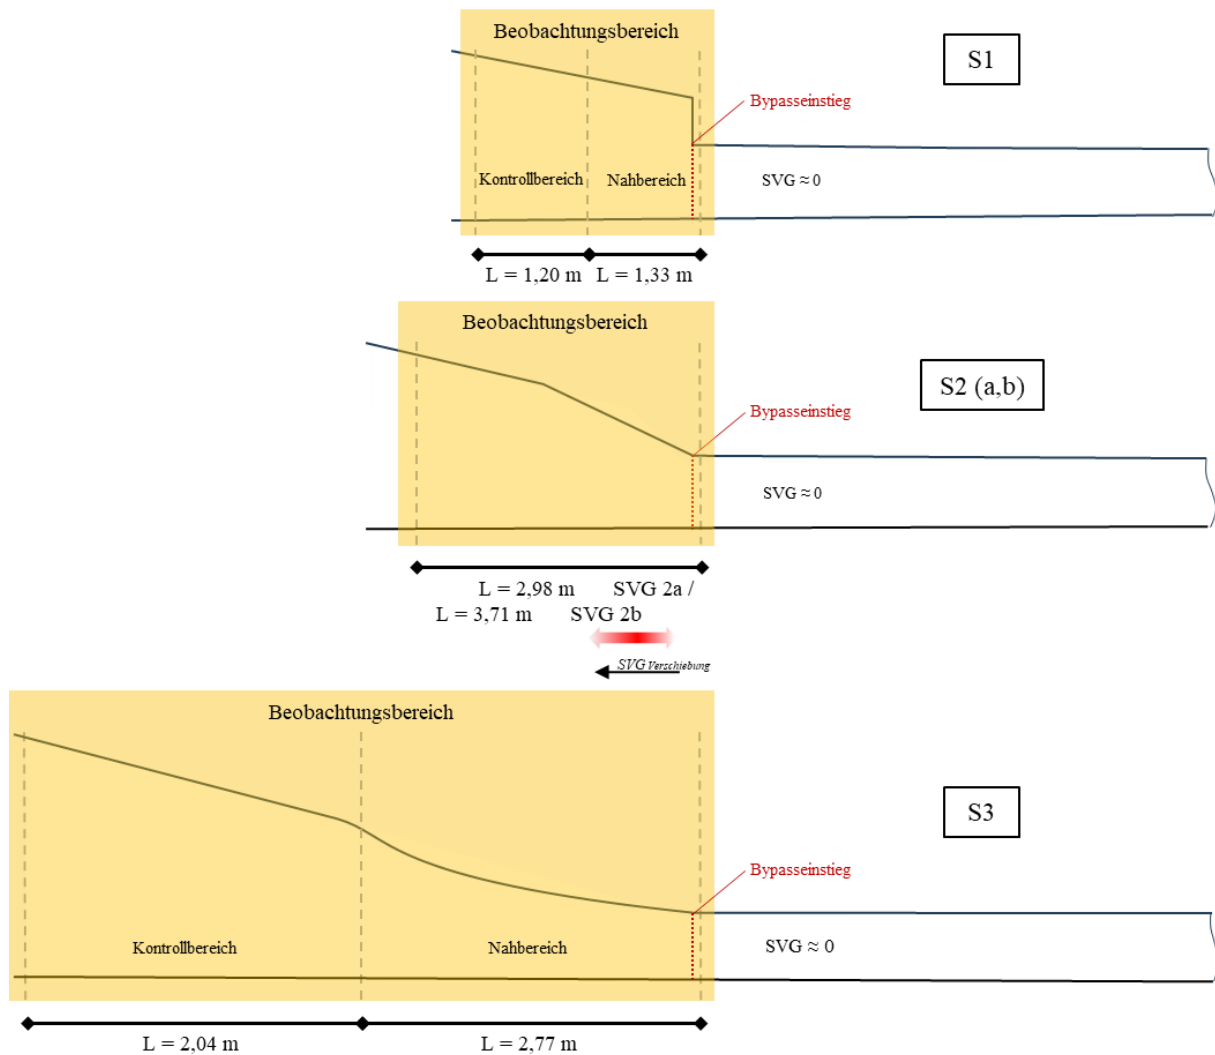 Beobachtungsbereich
S1
Bypasseinstieg
Kontrollbereich
Nahbereich
SVG ≈ 0
L = 1,20 m
L = 1,33 m
Beobachtungsbereich
S2 (a,b)
Bypasseinstieg
SVG ≈ 0
L = 2,98 m SVG 2a /
L = 3,71 m SVG 2b
SVG Verschiebung
Beobachtungsbereich
S3
Bypasseinstieg
Kontrollbereich
Nahbereich
SVG ≈ 0
L = 2,04 m
L = 2,77 m